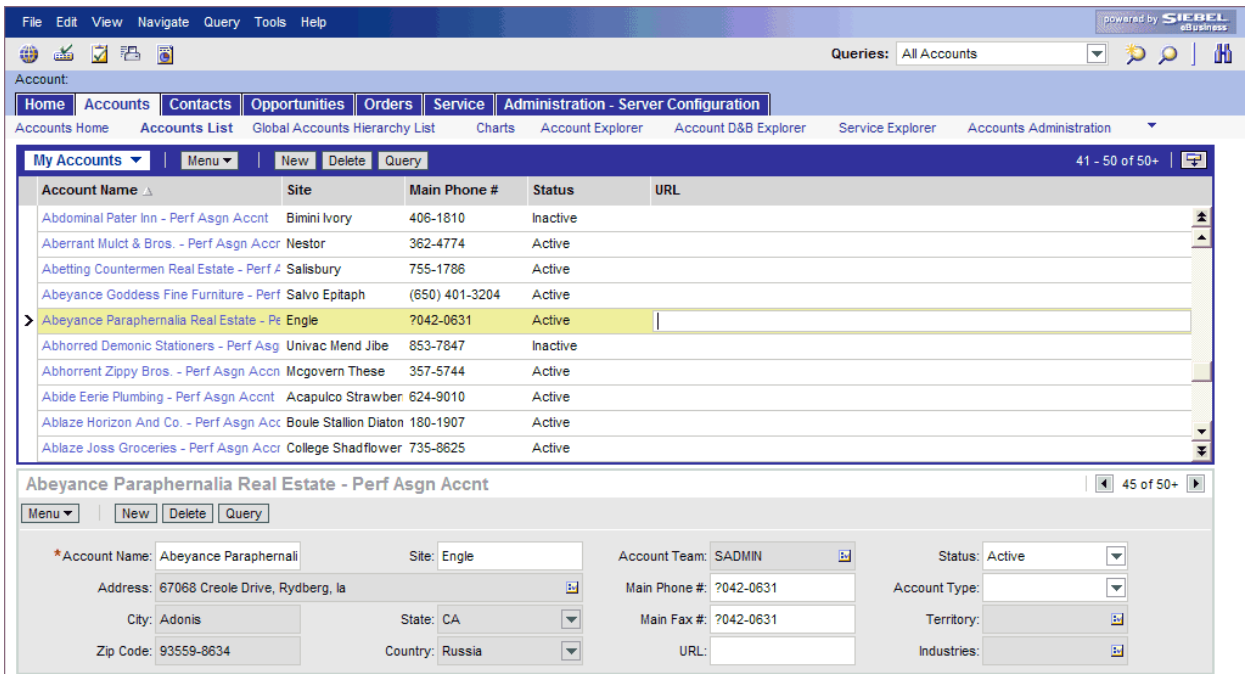 File Edit View Navigate Query Tools Help powered by SIEBEL eBusiness
Queries: All Accounts
Account:
Home Accounts Contacts Opportunities Orders Service Administration - Server Configuration
Accounts Home Accounts List Global Accounts Hierarchy List Charts Account Explorer Account D&B Explorer Service Explorer Accounts Administration
My Accounts Menu New Delete Query 41 - 50 of 50+
Account Name Site Main Phone # Status URL
Abdominal Pater Inn - Perf Asgn Accnt Bimini Ivory 406-1810 Inactive
Aberrant Mulct & Bros. - Perf Asgn Accr Nestor 362-4774 Active
Abetting Countermen Real Estate - Perf A Salisbury 755-1786 Active
Abeyance Goddess Fine Furniture - Perf Salvo Epitaph (650) 401-3204 Active
Abeyance Paraphernalia Real Estate - Pe Engle ?042-0631 Active
Abhorred Demonic Stationers - Perf Asg Univac Mend Jibe 853-7847 Inactive
Abhorrent Zippy Bros. - Perf Asgn Accn Mcgovern These 357-5744 Active
Abide Eerie Plumbing - Perf Asgn Accnt Acapulco Strawberr 624-9010 Active
Ablaze Horizon And Co. - Perf Asgn Acc Boule Stallion Diaton 180-1907 Active
Ablaze Joss Groceries - Perf Asgn Accr College Shadflower 735-8625 Active
Abeyance Paraphernalia Real Estate - Perf Asgn Accnt 45 of 50+
Menu New Delete Query
*Account Name: Abeyance Paraphernali Site: Engle Account Team: SADMIN Status: Active
Address: 67068 Creole Drive, Rydberg, Ia Main Phone #: ?042-0631 Account Type:
City: Adonis State: CA Main Fax #: ?042-0631 Territory:
Zip Code: 93559-8634 Country: Russia URL: Industries: